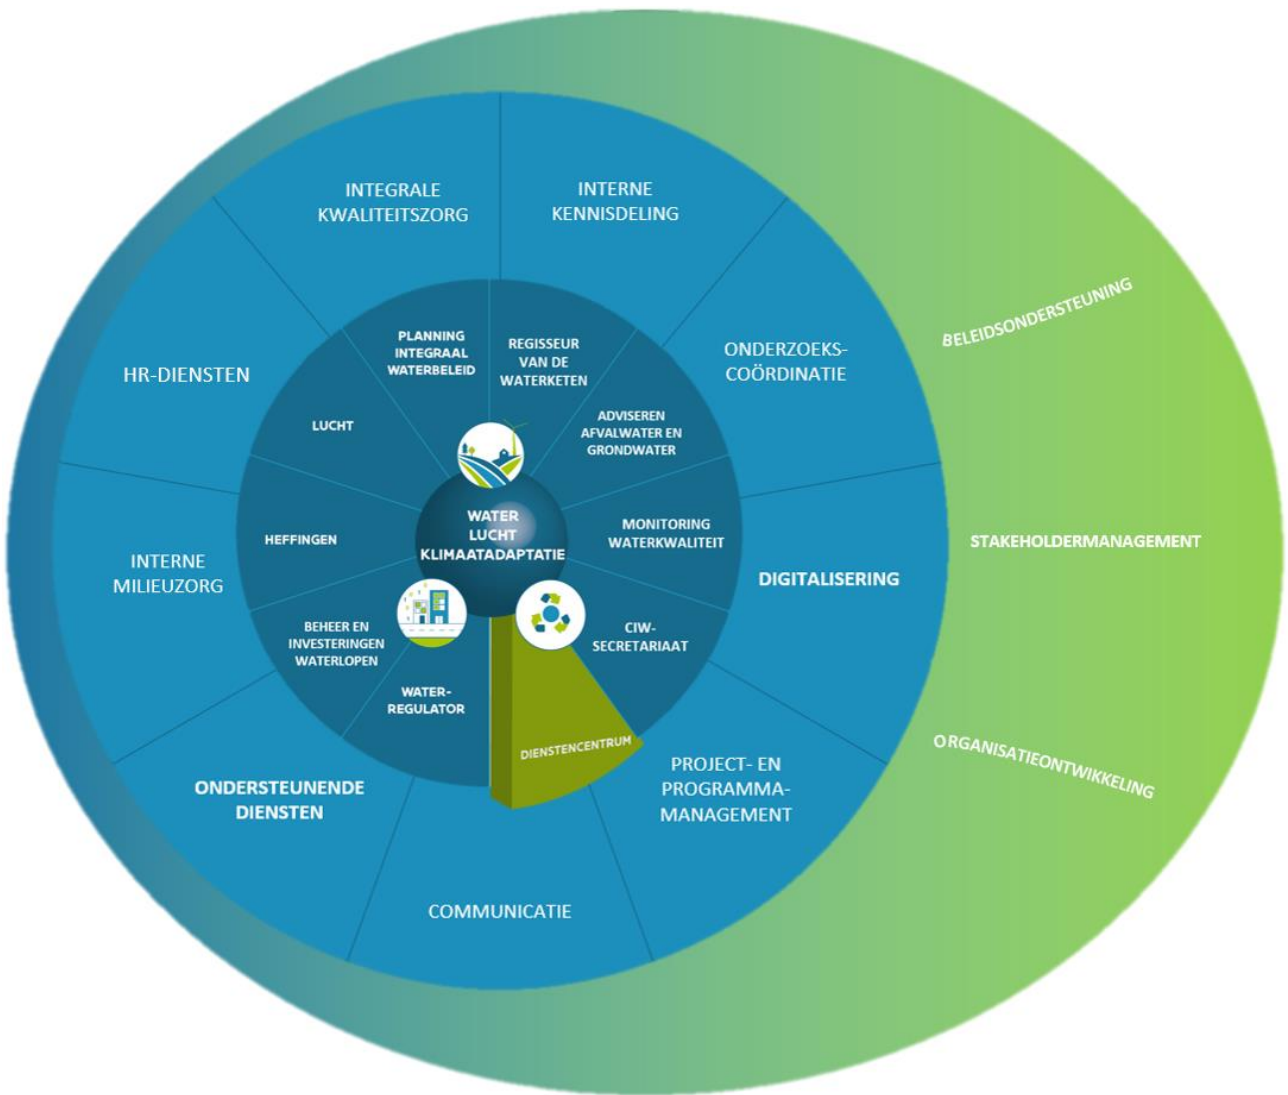 INTEGRALE
KWALITEITSZORG
INTERNE
KENNISDELING
ONDERZOEKS-
COÖRDINATIE
DIGITALISERING
PROJECT- EN
PROGRAMMA-
MANAGEMENT
COMMUNICATIE
ONDERSTEUNENDE
DIENSTEN
INTERNE
MILIEUZORG
HR-DIENSTEN
PLANNING
INTEGRAAL
WATERBELEID
REGISSEUR
VAN DE
WATERKETEN
ADVISEREN
AFVALWATER EN
GRONDWATER
MONITORING
WATERKWALITEIT
CIW-
SECRETARIAAT
DIENSTENCENTRUM
WATER-
REGULATOR
BEHEER EN
INVESTERINGEN
WATERLOPEN
HEFFINGEN
LUCHT
WATER
LUCHT
KLIMAATADAPTATIE
BELEIDSONDERSTEUNING
STAKEHOLDERMANAGEMENT
ORGANISATIEONTWIKKELING